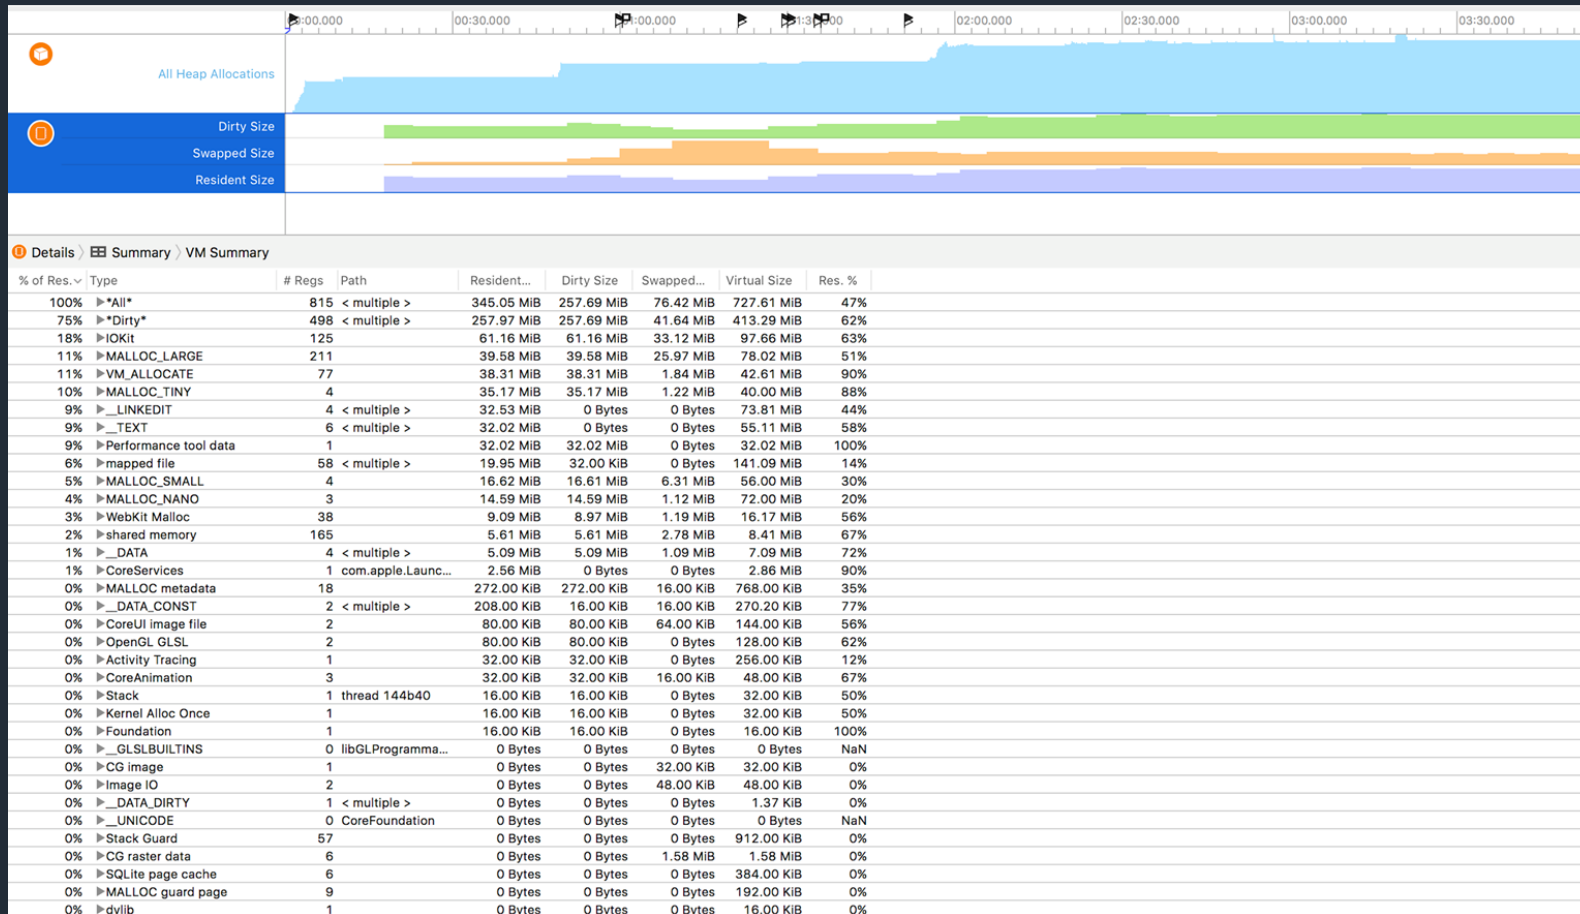 00:30.000 02:00.000 02:30.000 03:00.000 03:30.000
All Heap Allocations
Dirty Size
Swapped Size
Resident Size
Details Summary VM Summary
% of Res. Type # Regs Path Resident... Dirty Size Swapped... Virtual Size Res. %
100% *All* 815 < multiple > 345.05 MiB 257.69 MiB 76.42 MiB 727.61 MiB 47%
75% *Dirty* 498 < multiple > 257.97 MiB 257.69 MiB 41.64 MiB 413.29 MiB 62%
18% IOKit 125 61.16 MiB 61.16 MiB 33.12 MiB 97.66 MiB 63%
11% MALLOC_LARGE 211 39.58 MiB 39.58 MiB 25.97 MiB 78.02 MiB 51%
11% VM_ALLOCATE 77 38.31 MiB 38.31 MiB 1.84 MiB 42.61 MiB 90%
10% MALLOC_TINY 4 35.17 MiB 35.17 MiB 1.22 MiB 40.00 MiB 88%
9% __LINKEDIT 4 < multiple > 32.53 MiB 0 Bytes 0 Bytes 73.81 MiB 44%
9% __TEXT 6 < multiple > 32.02 MiB 0 Bytes 0 Bytes 55.11 MiB 58%
9% Performance tool data 1 32.02 MiB 32.02 MiB 0 Bytes 32.02 MiB 100%
6% mapped file 58 < multiple > 19.95 MiB 32.00 KiB 0 Bytes 141.09 MiB 14%
5% MALLOC_SMALL 4 16.62 MiB 16.61 MiB 6.31 MiB 56.00 MiB 30%
4% MALLOC_NANO 3 14.59 MiB 14.59 MiB 1.12 MiB 72.00 MiB 20%
3% WebKit Malloc 38 9.09 MiB 8.97 MiB 1.19 MiB 16.17 MiB 56%
2% shared memory 165 5.61 MiB 5.61 MiB 2.78 MiB 8.41 MiB 67%
1% __DATA 4 < multiple > 5.09 MiB 5.09 MiB 1.09 MiB 7.09 MiB 72%
1% CoreServices 1 com.apple.Launc... 2.56 MiB 0 Bytes 0 Bytes 2.86 MiB 90%
0% MALLOC metadata 18 272.00 KiB 272.00 KiB 16.00 KiB 768.00 KiB 35%
0% __DATA_CONST 2 < multiple > 208.00 KiB 16.00 KiB 16.00 KiB 270.20 KiB 77%
0% CoreUI image file 2 80.00 KiB 80.00 KiB 64.00 KiB 144.00 KiB 56%
0% OpenGL GLSL 2 80.00 KiB 80.00 KiB 0 Bytes 128.00 KiB 62%
0% Activity Tracing 1 32.00 KiB 32.00 KiB 0 Bytes 256.00 KiB 12%
0% CoreAnimation 3 32.00 KiB 32.00 KiB 16.00 KiB 48.00 KiB 67%
0% Stack 1 thread 144b40 16.00 KiB 16.00 KiB 0 Bytes 32.00 KiB 50%
0% Kernel Alloc Once 1 16.00 KiB 16.00 KiB 0 Bytes 32.00 KiB 50%
0% Foundation 1 16.00 KiB 16.00 KiB 0 Bytes 16.00 KiB 100%
0% __GLSLBUILTINS 0 libGLProgramma... 0 Bytes 0 Bytes 0 Bytes 0 Bytes NaN
0% CG image 1 0 Bytes 0 Bytes 32.00 KiB 32.00 KiB 0%
0% Image IO 2 0 Bytes 0 Bytes 48.00 KiB 48.00 KiB 0%
0% __DATA_DIRTY 1 < multiple > 0 Bytes 0 Bytes 0 Bytes 1.37 KiB 0%
0% __UNICODE 0 CoreFoundation 0 Bytes 0 Bytes 0 Bytes 0 Bytes NaN
0% Stack Guard 57 0 Bytes 0 Bytes 0 Bytes 912.00 KiB 0%
0% CG raster data 6 0 Bytes 0 Bytes 1.58 MiB 1.58 MiB 0%
0% SQLite page cache 6 0 Bytes 0 Bytes 0 Bytes 384.00 KiB 0%
0% MALLOC guard page 9 0 Bytes 0 Bytes 0 Bytes 192.00 KiB 0%
0% dylib 1 0 Bytes 0 Bytes 0 Bytes 16.00 KiB 0%